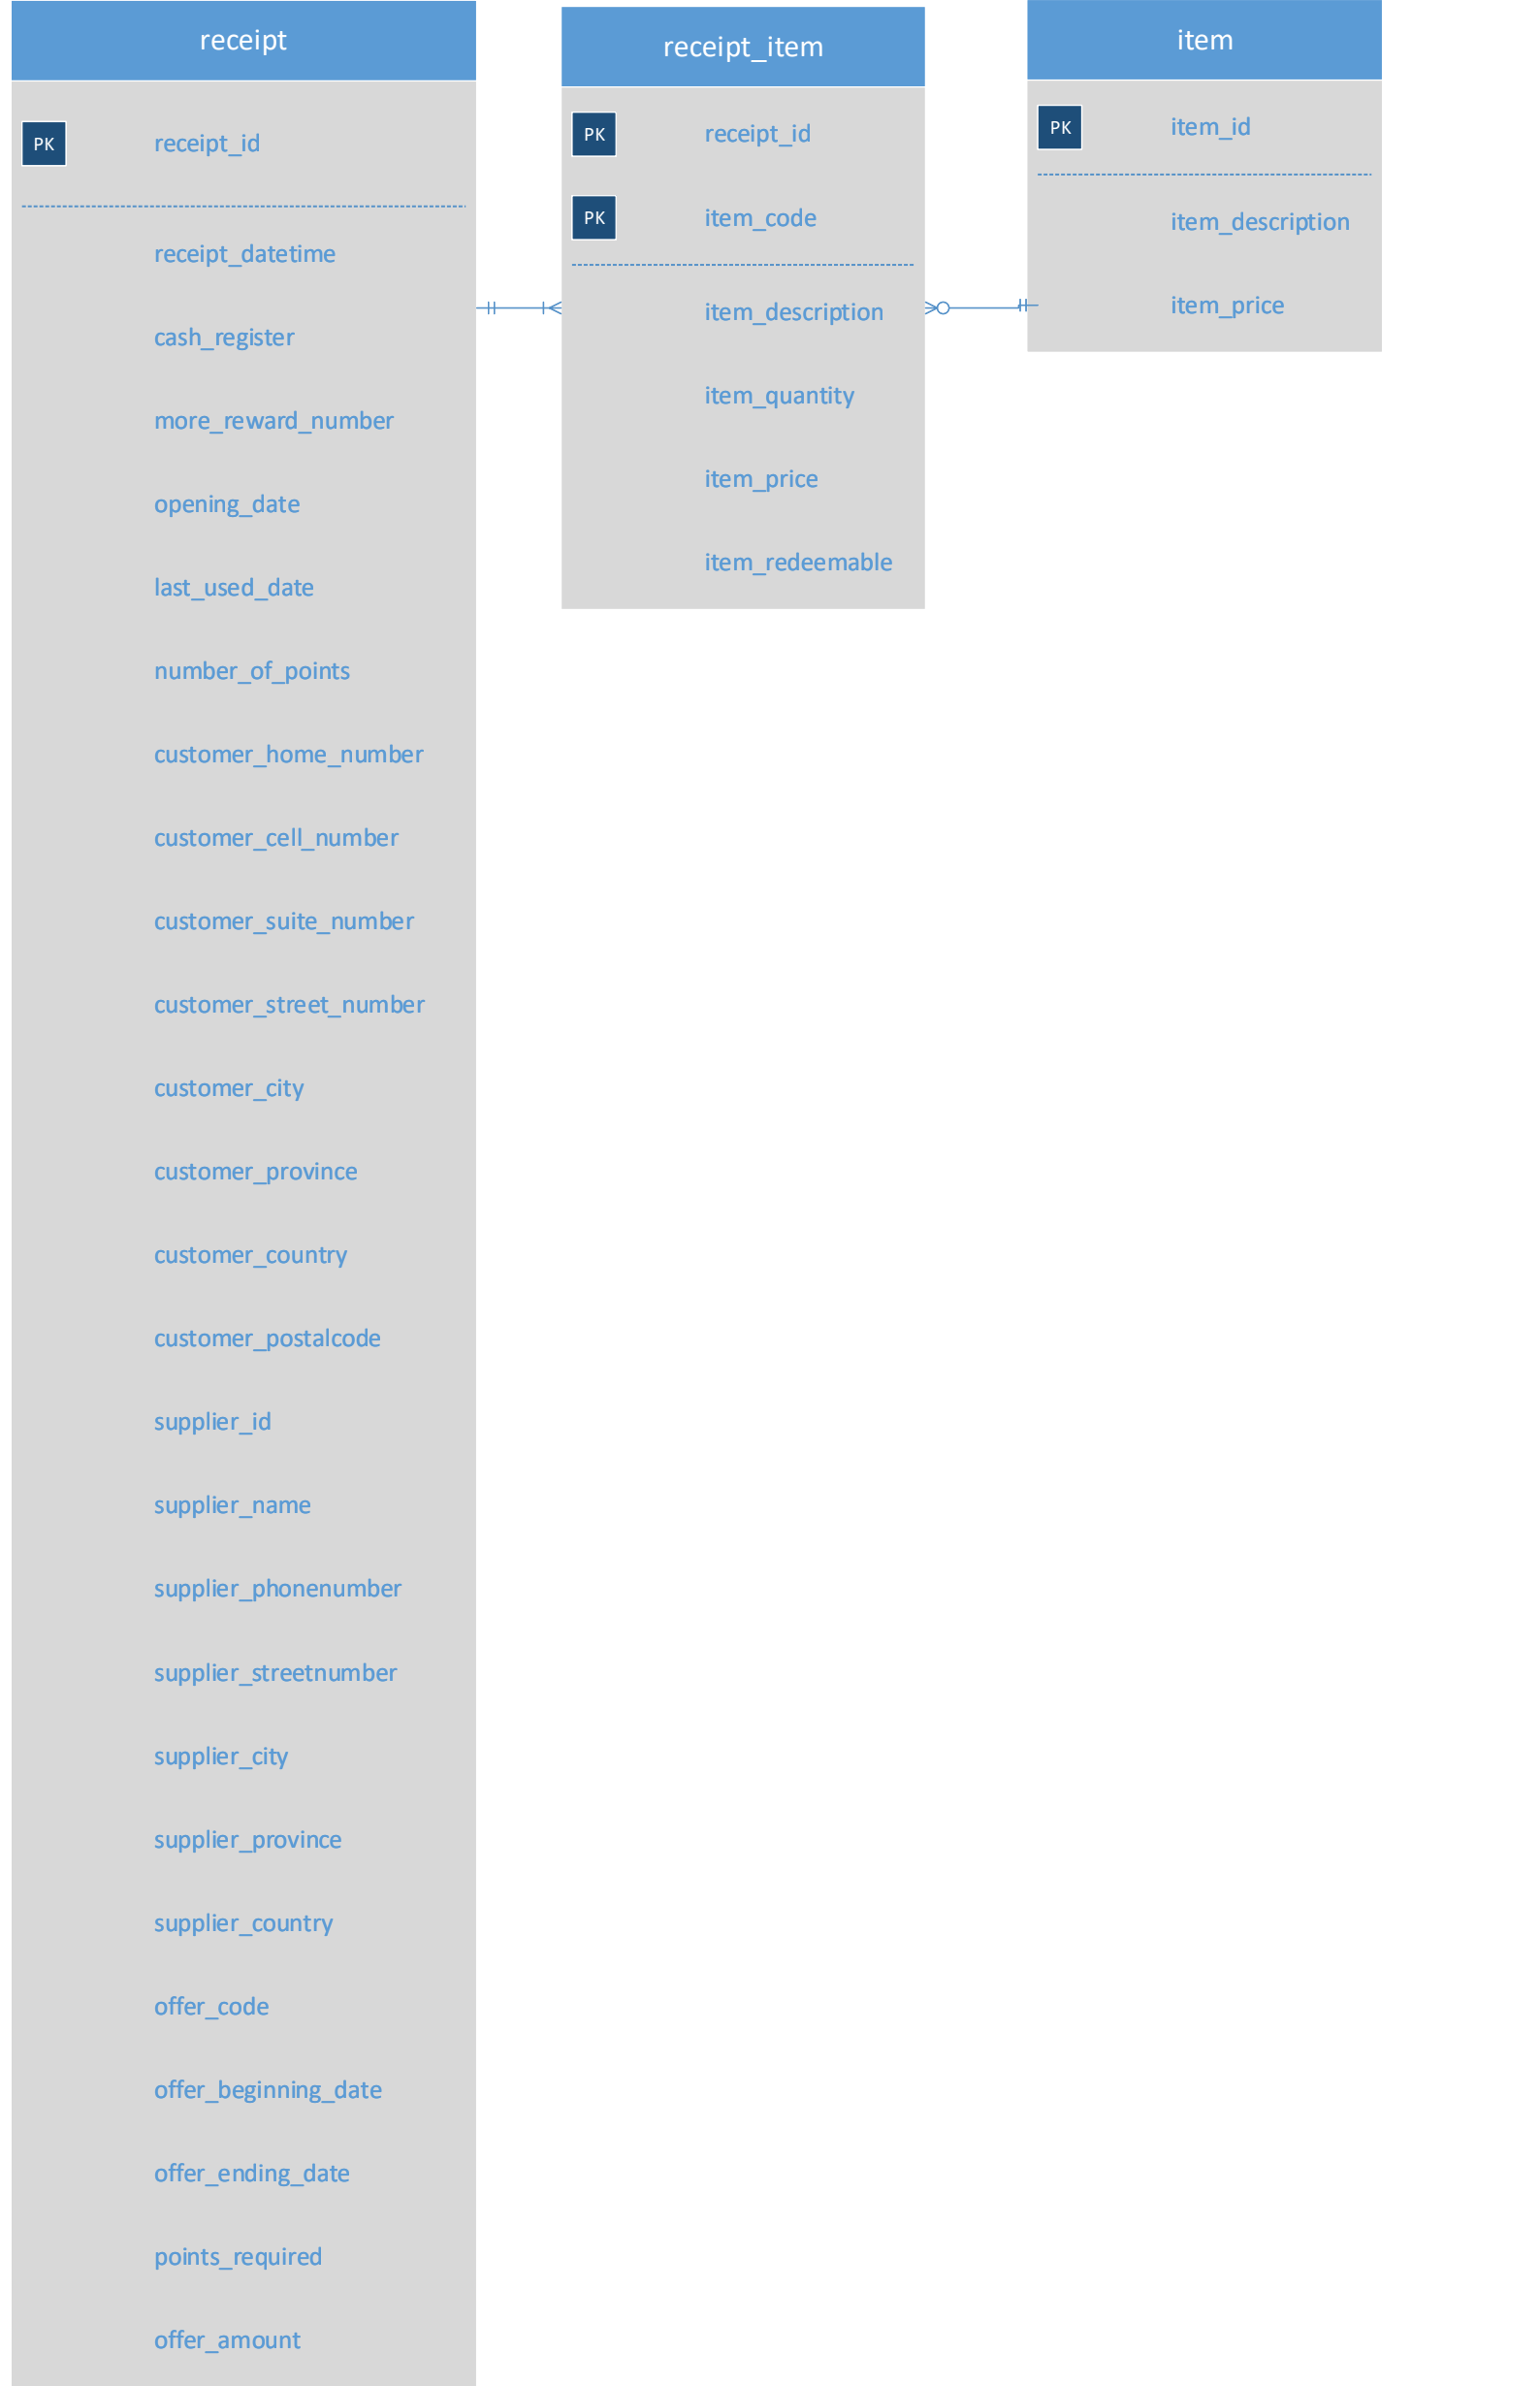 receipt
PK receipt_id
receipt_datetime
cash_register
more_reward_number
opening_date
last_used_date
number_of_points
customer_home_number
customer_cell_number
customer_suite_number
customer_street_number
customer_city
customer_province
customer_country
customer_postalcode
supplier_id
supplier_name
supplier_phonenumber
supplier_streetnumber
supplier_city
supplier_province
supplier_country
offer_code
offer_beginning_date
offer_ending_date
points_required
offer_amount
receipt_item
PK receipt_id
PK item_code
item_description
item_quantity
item_price
item_redeemable
item
PK item_id
item_description
item_price